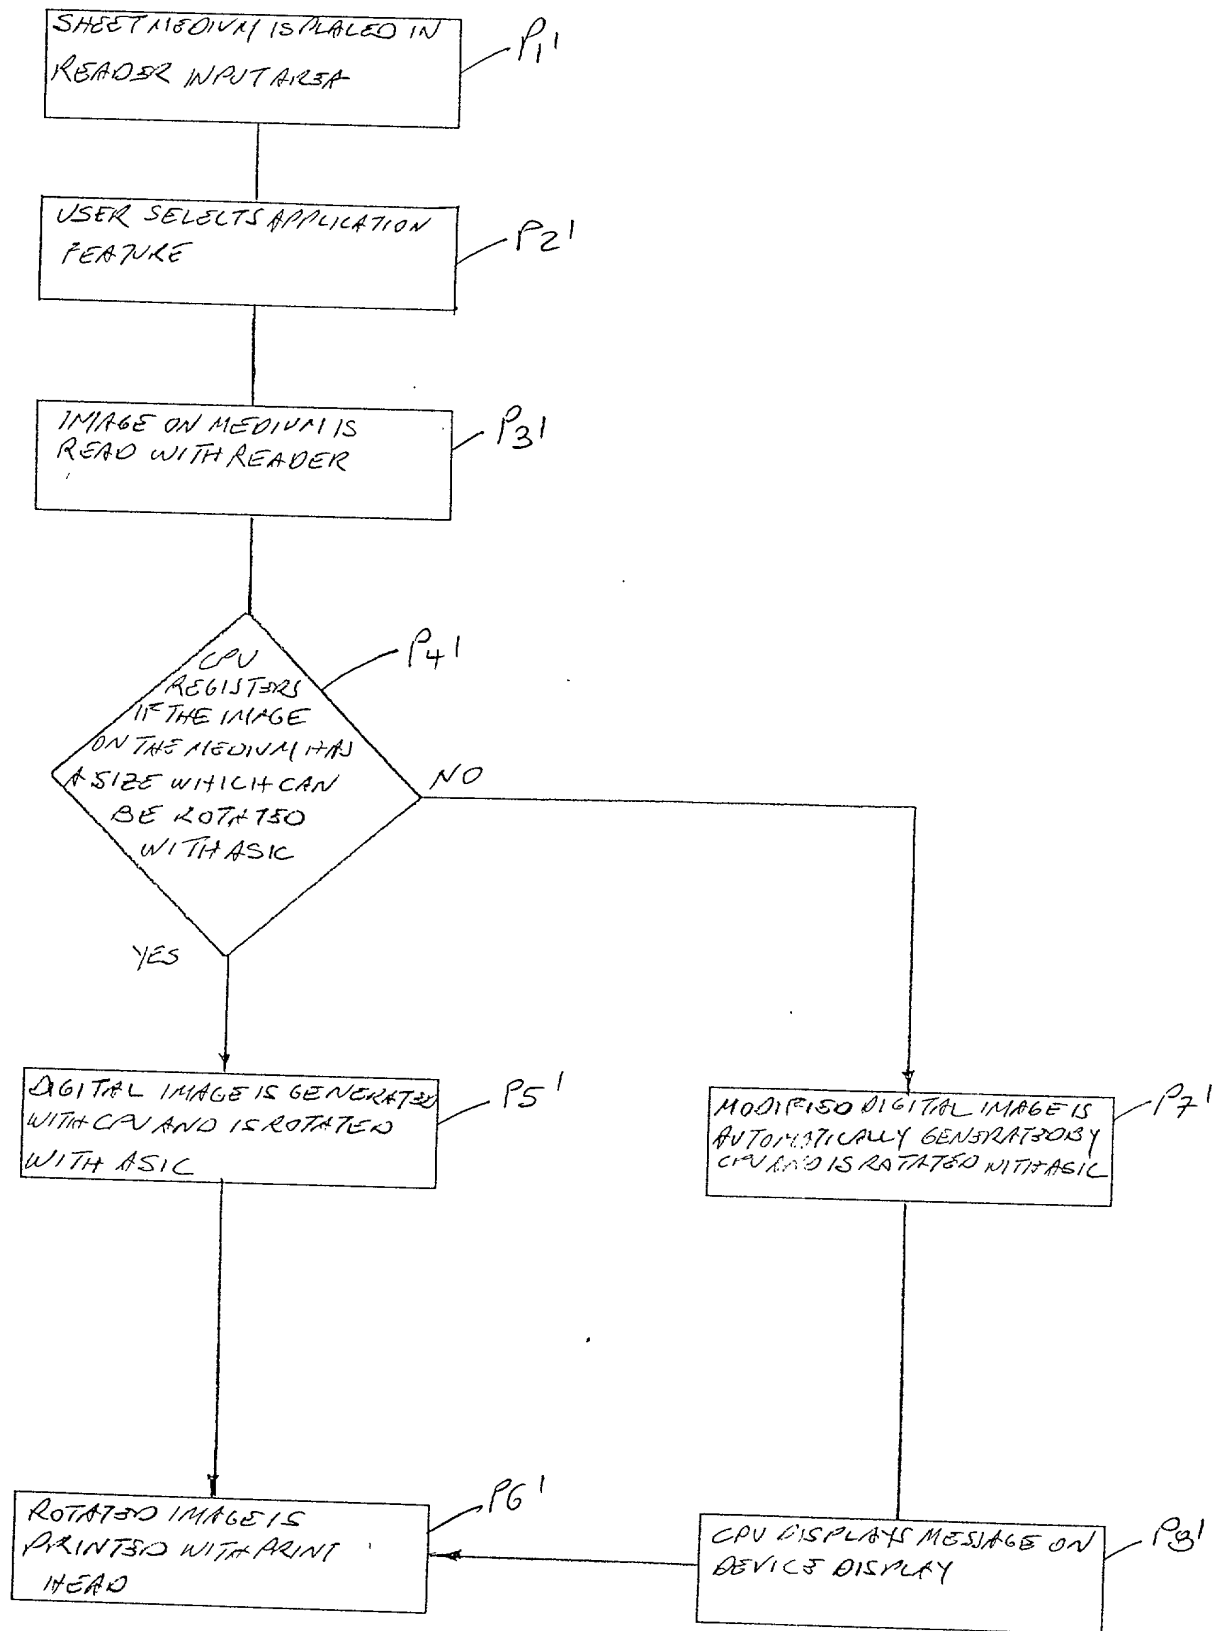 SHEET MEDIUM IS PLACED IN
READER INPUT AREA
P1'
USER SELECTS APPLICATION
FEATURE
P2'
IMAGE ON MEDIUM IS
READ WITH READER
P3'
CPU
REGISTERS
IF THE IMAGE
ON THE MEDIUM HAS
A SIZE WHICH CAN
BE ROTATED
WITH ASIC
P4'
NO
YES
DIGITAL IMAGE IS GENERATED
WITH CPU AND IS ROTATED
WITH ASIC
P5'
MODIFIED DIGITAL IMAGE IS
AUTOMATICALLY GENERATED BY
CPU AND IS ROTATED WITH ASIC
P7'
ROTATED IMAGE IS
PRINTED WITH PRINT
HEAD
P6'
CPU DISPLAYS MESSAGE ON
DEVICE DISPLAY
P8'